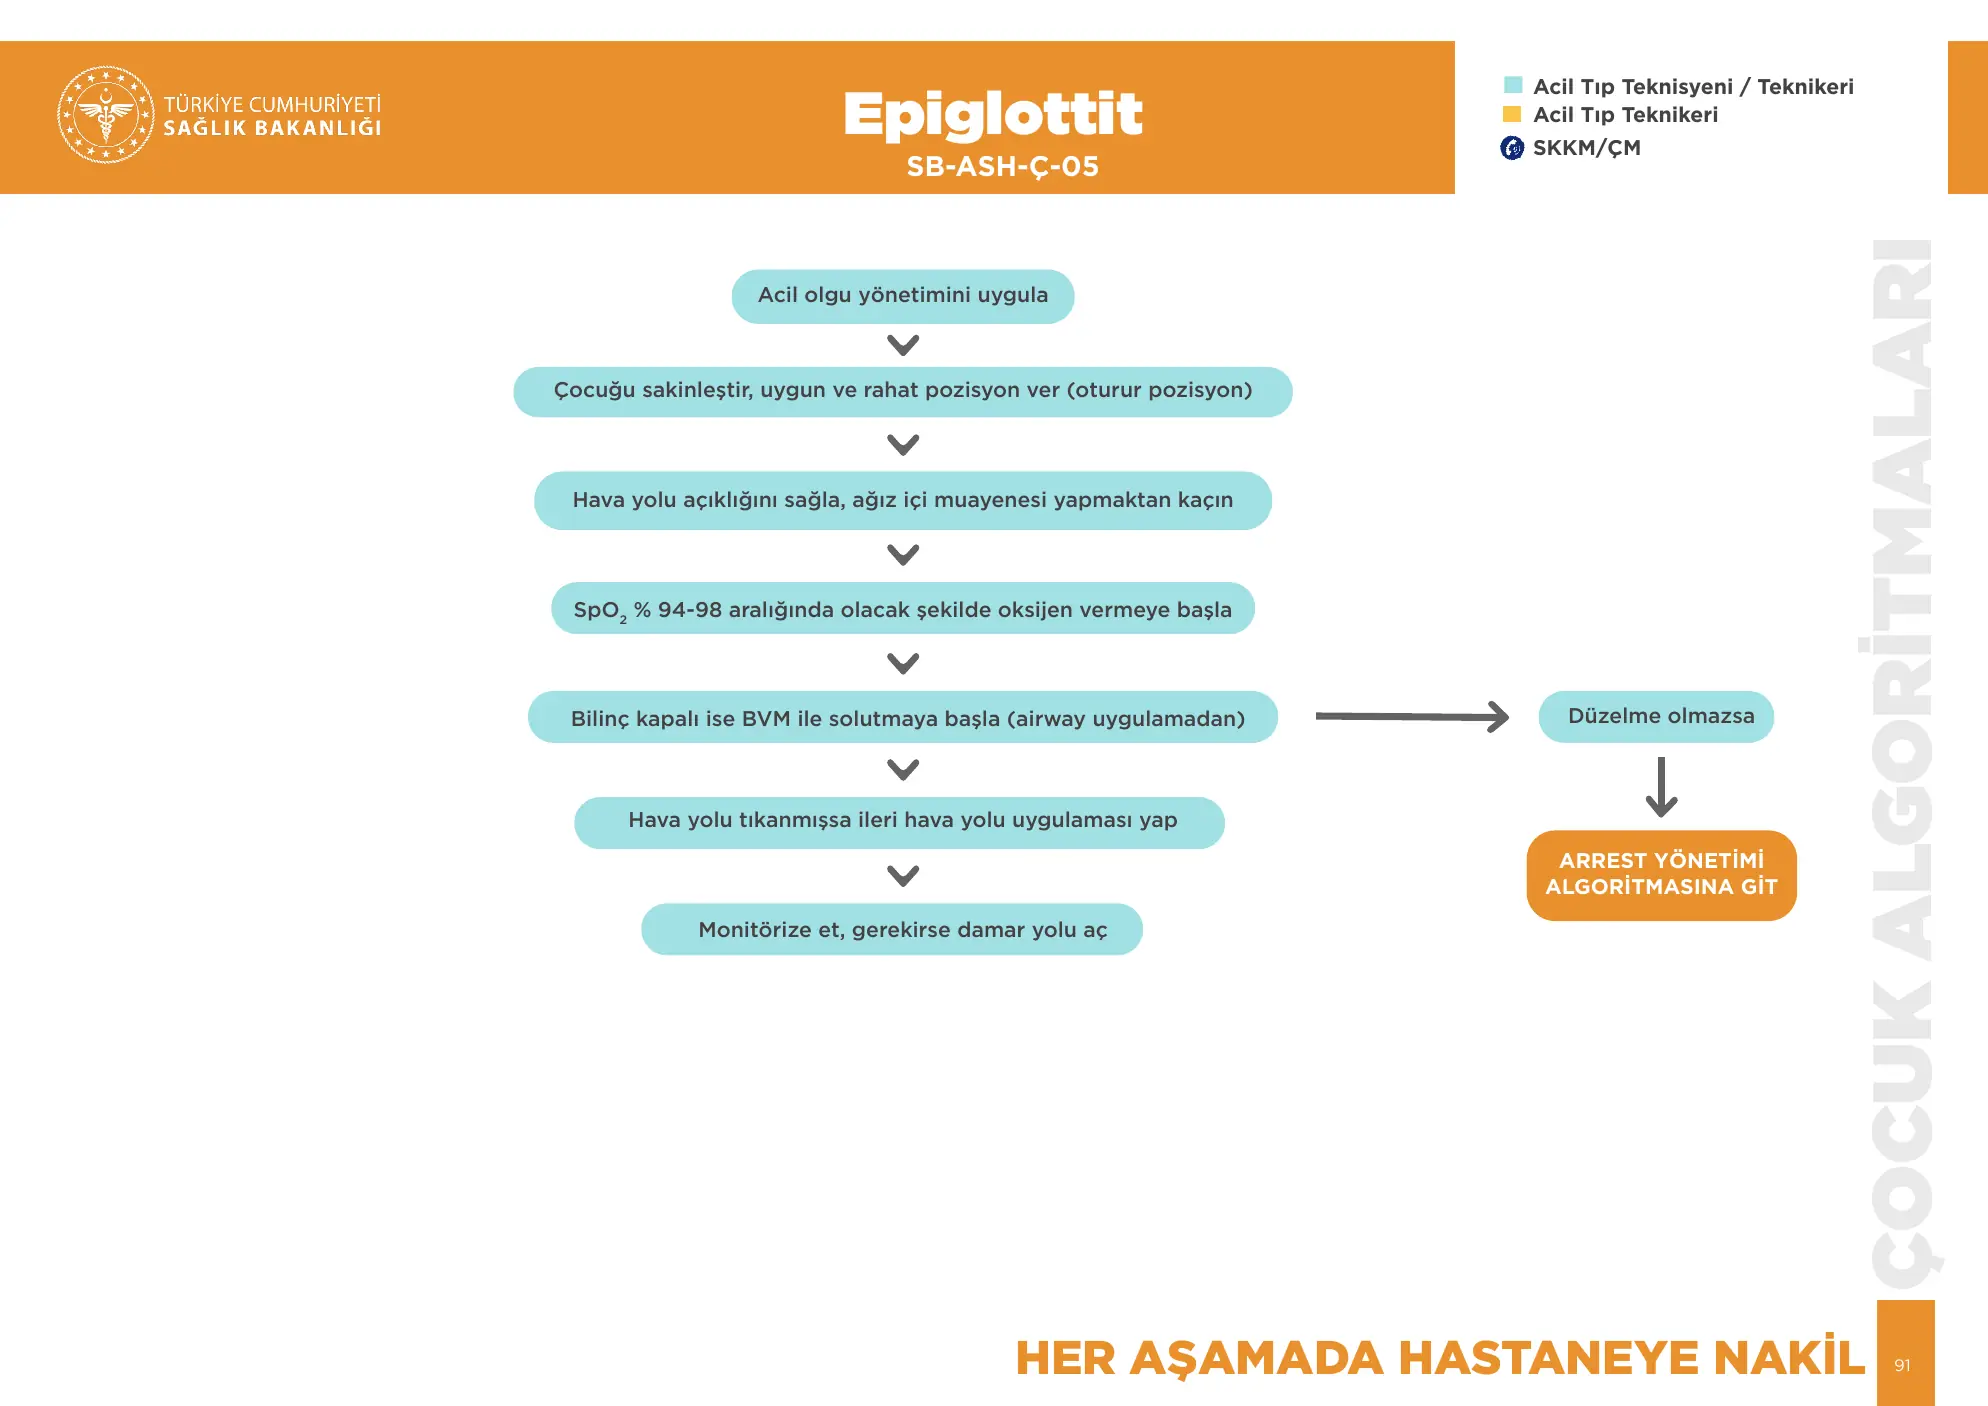 TÜRKİYE CUMHURİYETİ
SAĞLIK BAKANLIĞI
Epiglottit
SB-ASH-Ç-05
Acil Tıp Teknisyeni / Teknikeri
Acil Tıp Teknikeri
SKKM/ÇM
Acil olgu yönetimini uygula
Çocuğu sakinleştir, uygun ve rahat pozisyon ver (oturur pozisyon)
Hava yolu açıklığını sağla, ağız içi muayenesi yapmaktan kaçın
SpO₂ % 94-98 aralığında olacak şekilde oksijen vermeye başla
Bilinç kapalı ise BVM ile solutmaya başla (airway uygulamadan)
Düzelme olmazsa
Hava yolu tıkanmışsa ileri hava yolu uygulaması yap
ARREST YÖNETİMİ
ALGORİTMASINA GİT
Monitörize et, gerekirse damar yolu aç
ÇOCUK ALGORİTMALARI
HER AŞAMADA HASTANEYE NAKİL
91